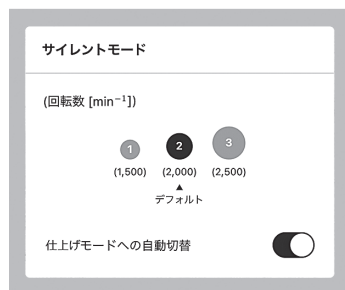 サイレントモード
(回転数 [min⁻¹])
1 2 3
(1,500) (2,000) (2,500)
▲
デフォルト
仕上げモードへの自動切替